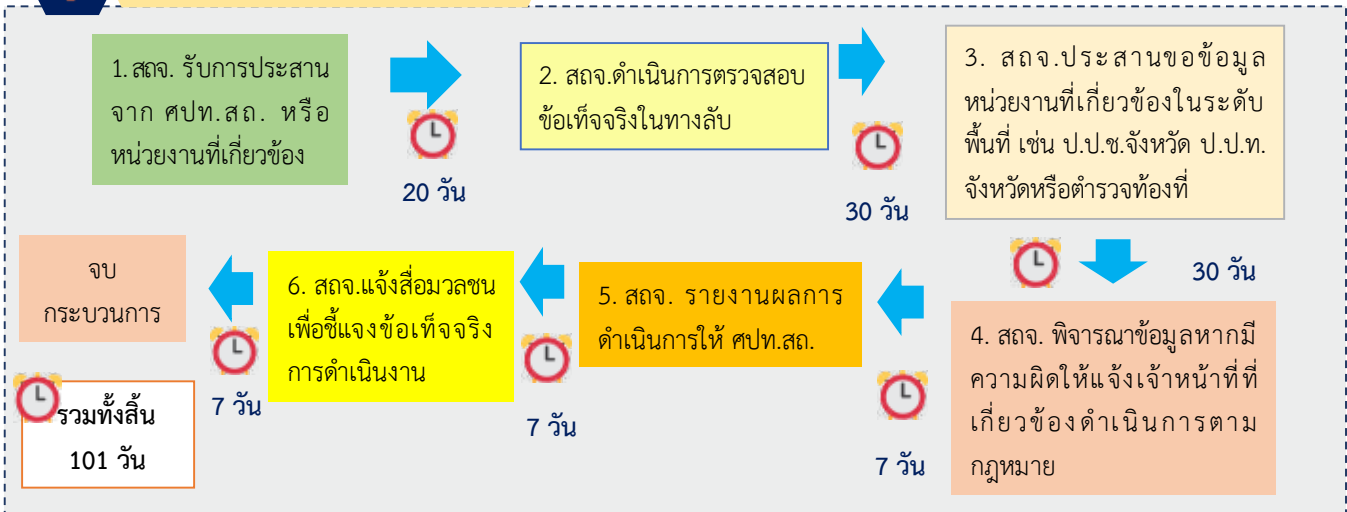 1. สถจ. รับการประสาน
จาก ศปท.สถ. หรือ
หน่วยงานที่เกี่ยวข้อง
20 วัน
2. สถจ.ดำเนินการตรวจสอบ
ข้อเท็จจริงในทางลับ
30 วัน
3. สถจ.ประสานขอข้อมูล
หน่วยงานที่เกี่ยวข้องในระดับ
พื้นที่ เช่น ป.ป.ช.จังหวัด ป.ป.ท.
จังหวัดหรือตำรวจท้องที่
30 วัน
4. สถจ. พิจารณาข้อมูลหากมี
ความผิดให้แจ้งเจ้าหน้าที่ที่
เกี่ยวข้องดำเนินการตาม
กฎหมาย
7 วัน
5. สถจ. รายงานผลการ
ดำเนินการให้ ศปท.สถ.
7 วัน
6. สถจ.แจ้งสื่อมวลชน
เพื่อชี้แจงข้อเท็จจริง
การดำเนินงาน
7 วัน
จบ
กระบวนการ
รวมทั้งสิ้น
101 วัน